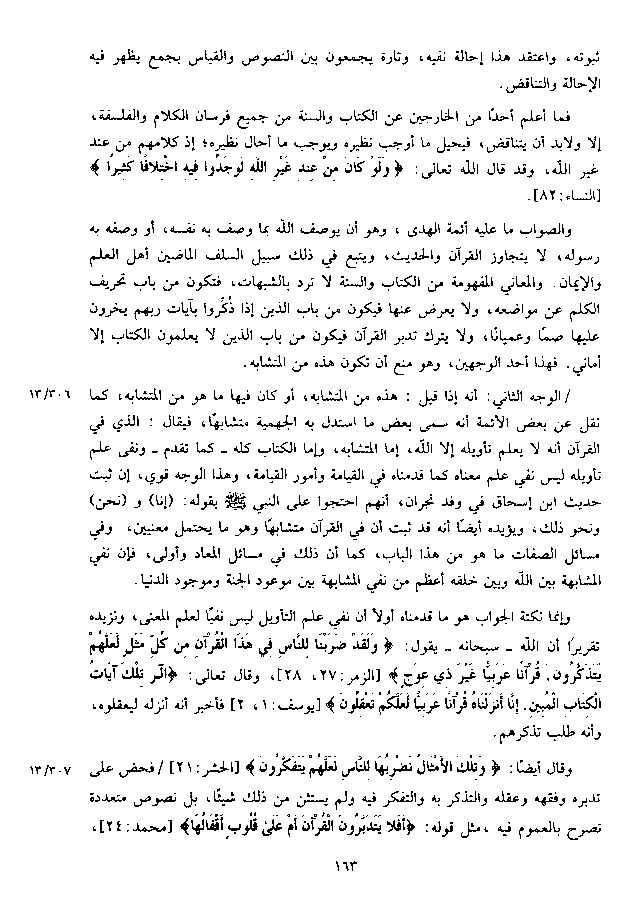 ثبوته، واعتقد هذا إحالة نفيه، وتارة يجمعون بين النصوص والقياس بجمع يظهر فيه
الإحالة والتناقض.
فما أعلم أحدًا من الخارجين عن الكتاب والسنة من جميع فرسان الكلام والفلسفة،
إلا ولابد أن يتناقض، فيحيل ما أوجب نظيره ويوجب ما أحال نظيره؛ إذ كلامهم من عند
غير الله، وقد قال الله تعالى: ﴿ وَلَوْ كَانَ مِنْ عِندِ غَيْرِ اللَّهِ لَوَجَدُوا فِيهِ اخْتِلافًا كَثِيرًا ﴾
[النساء:٨٢].
والصواب ما عليه أئمة الهدى ، وهو أن يوصف الله بما وصف به نفسه، أو وصفه به
رسوله، لا يتجاوز القرآن والحديث، ويتبع في ذلك سبيل السلف الماضين أهل العلم
والإيمان. والمعاني المفهومة من الكتاب والسنة لا ترد بالشبهات، فتكون من باب تحريف
الكلم عن مواضعه، ولا يعرض عنها فيكون من باب الذين إذا ذُكِّروا بآيات ربهم يخرون
عليها صمًا وعميانًا، ولا يترك تدبر القرآن فيكون من باب الذين لا يعلمون الكتاب إلا
أماني. فهذا أحد الوجهين، وهو منع أن تكون هذه من المتشابه.
/ الوجه الثاني: أنه إذا قيل : هذه من المتشابه، أو كان فيها ما هو من المتشابه، كما ١٣/٣٠٦
نقل عن بعض الأئمة أنه سمى بعض ما استدل به الجهمية متشابهًا، فيقال : الذي في
القرآن أنه لا يعلم تأويله إلا الله، إما المتشابه، وإما الكتاب كله ـ كما تقدم ـ ونفى علم
تأويله ليس نفي علم معناه كما قدمناه في القيامة وأمور القيامة، وهذا الوجه قوي، إن ثبت
حديث ابن إسحاق في وفد نجران، أنهم احتجوا على النبي ﷺ بقوله: (إنا) و (نحن)
ونحو ذلك، ويؤيده أيضًا أنه قد ثبت أن في القرآن متشابهًا وهو ما يحتمل معنيين، وفي
مسائل الصفات ما هو من هذا الباب، كما أن ذلك في مسائل المعاد وأولى، فإن نفي
المشابهة بين الله وبين خلقه أعظم من نفي المشابهة بين موعود الجنة وموجود الدنيا.
وإنما نكتة الجواب هو ما قدمناه أولاً أن نفي علم التأويل ليس نفيًا لعلم المعنى، ونزيده
تقريرًا أن الله ـ سبحانه ـ يقول: ﴿ وَلَقَدْ ضَرَبْنَا لِلنَّاسِ فِي هَذَا الْقُرْآنِ مِن كُلِّ مَثَلٍ لَّعَلَّهُمْ
يَتَذَكَّرُونَ. قُرْآنًا عَرَبِيًّا غَيْرَ ذِي عِوَجٍ ﴾ [الزمر:٢٧، ٢٨]، وقال تعالى: ﴿الٓر تِلْكَ آيَاتُ
الْكِتَابِ الْمُبِينِ. إِنَّا أَنزَلْنَاهُ قُرْآنًا عَرَبِيًّا لَّعَلَّكُمْ تَعْقِلُونَ ﴾ [يوسف:١، ٢] فأخبر أنه أنزله ليعقلوه،
وأنه طلب تذكرهم.
وقال أيضًا: ﴿ وَتِلْكَ الأَمْثَالُ نَضْرِبُهَا لِلنَّاسِ لَعَلَّهُمْ يَتَفَكَّرُونَ ﴾ [الحشر:٢١] / فحض على ١٣/٣٠٧
تدبره وفقهه وعقله والتذكر به والتفكر فيه ولم يستثن من ذلك شيئًا، بل نصوص متعددة
تصرح بالعموم فيه ،مثل قوله: ﴿أَفَلا يَتَدَبَّرُونَ الْقُرْآنَ أَمْ عَلَىٰ قُلُوبٍ أَقْفَالُهَا﴾ [محمد:٢٤]،
١٦٣